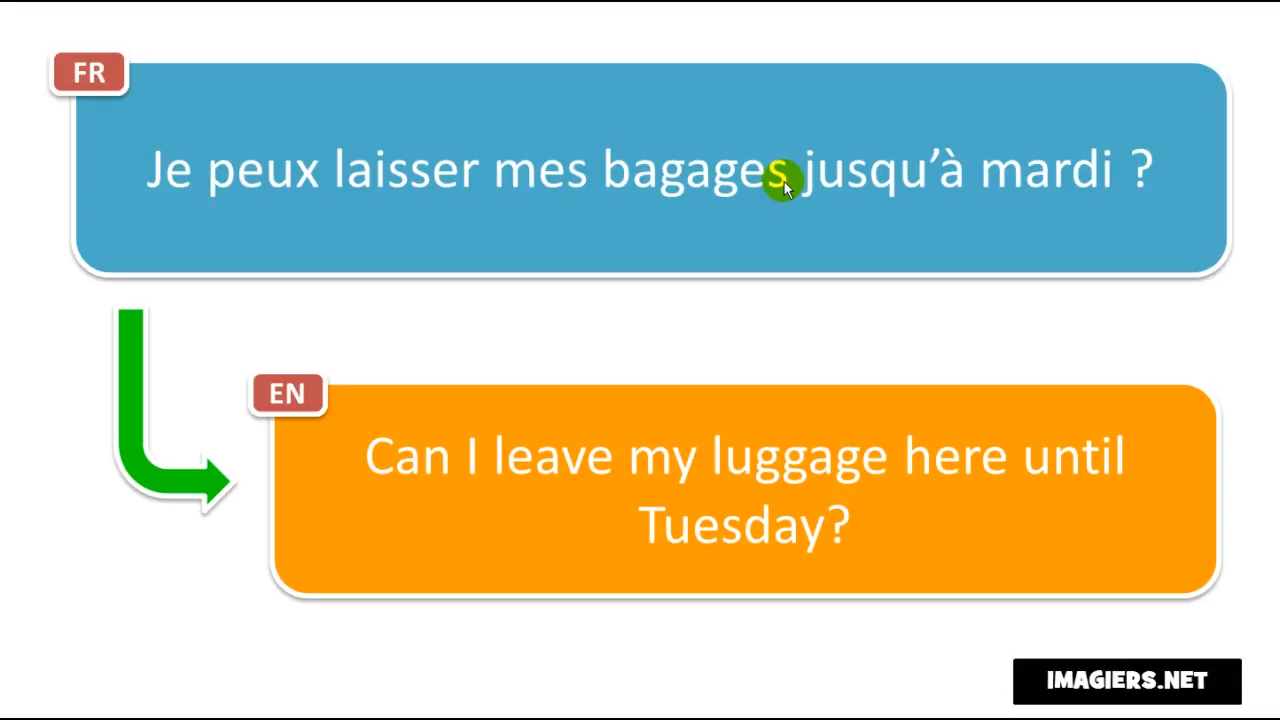 FR
Je peux laisser mes bagages jusqu’à mardi ?
EN
Can I leave my luggage here until
Tuesday?
IMAGIERS.NET